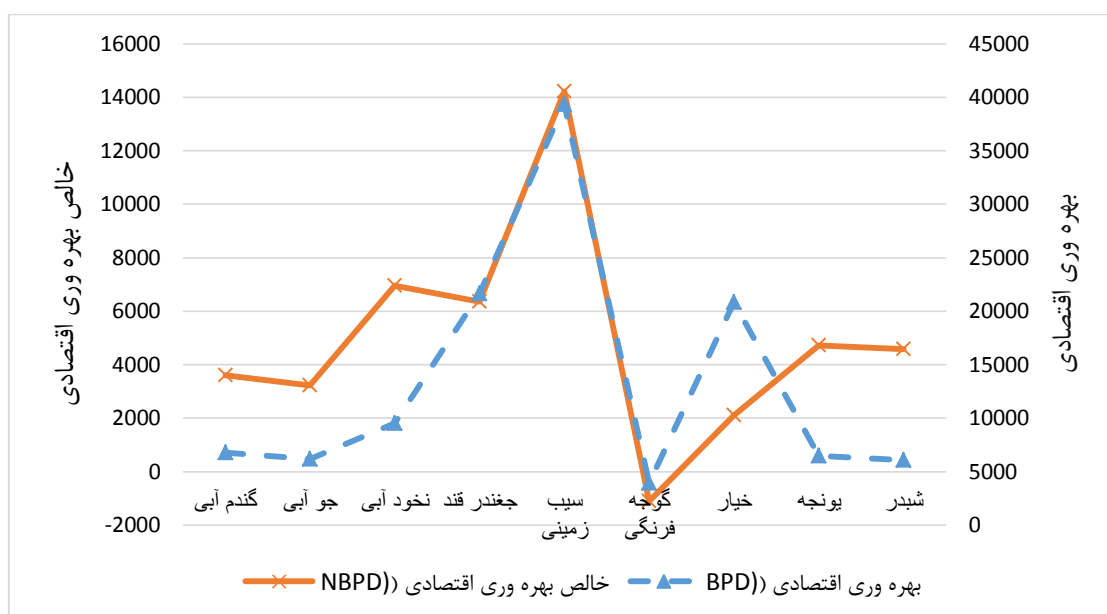 16000
14000
12000
10000
8000
6000
4000
2000
0
-2000
خالص بهره وری اقتصادی
45000
40000
35000
30000
25000
20000
15000
10000
5000
0
بهره وری اقتصادی
گندم آبی
جو آبی
نخود آبی
چغندر قند
سیب
زمینی
گوجه
فرنگی
خیار
یونجه
شبدر
خالص بهره وری اقتصادی ((NBPD
بهره وری اقتصادی ((BPD